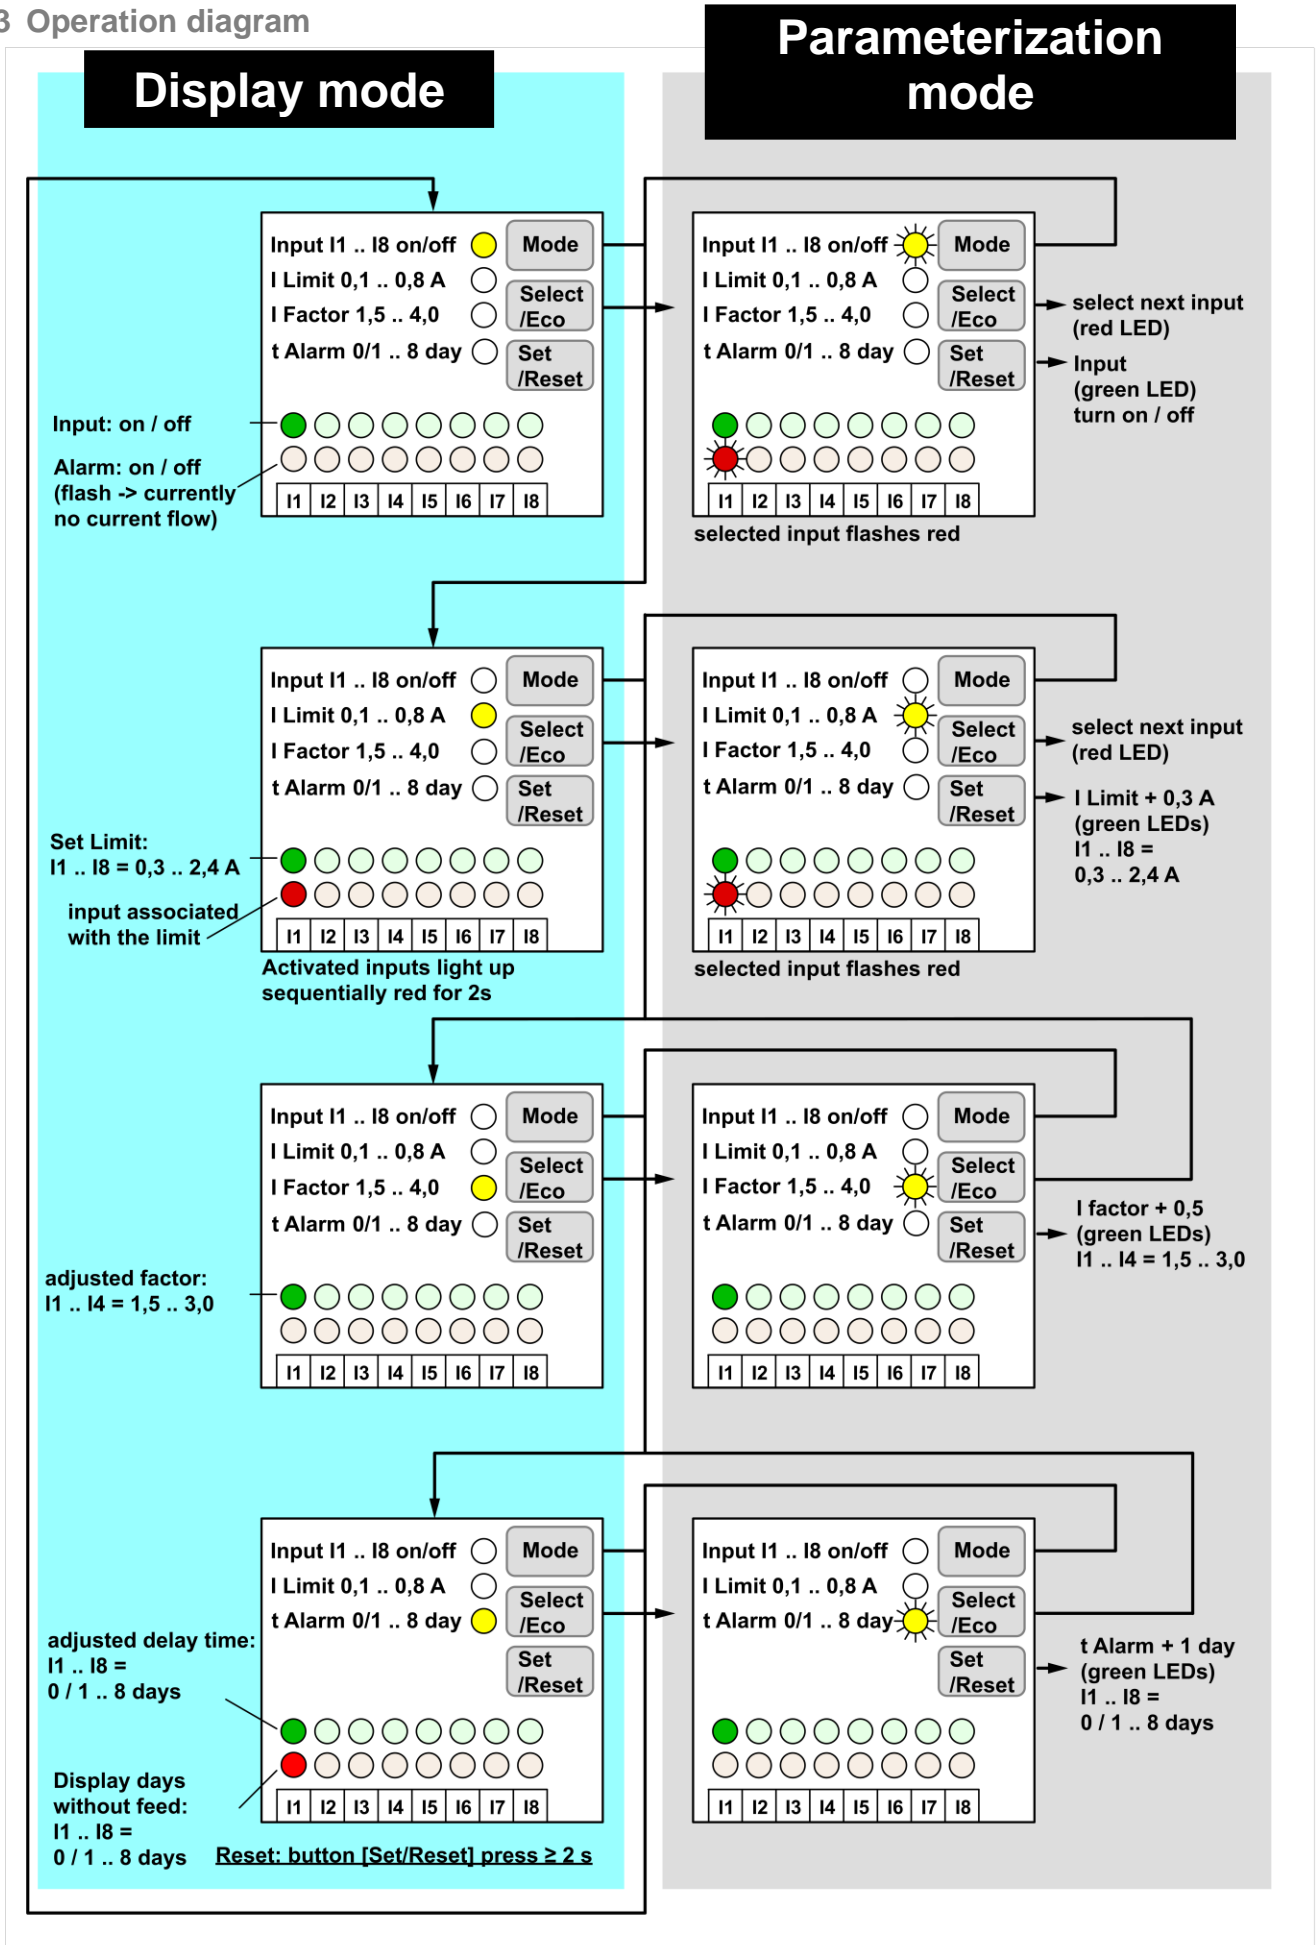 3 Operation diagram
Display mode
Parameterization
mode
Input I1 .. I8 on/off
Mode
I Limit 0,1 .. 0,8 A
Select
/Eco
I Factor 1,5 .. 4,0
t Alarm 0/1 .. 8 day
Set
/Reset
Input: on / off
Alarm: on / off
(flash -> currently
no current flow)
I1 I2 I3 I4 I5 I6 I7 I8
Input I1 .. I8 on/off
Mode
I Limit 0,1 .. 0,8 A
Select
/Eco
I Factor 1,5 .. 4,0
t Alarm 0/1 .. 8 day
Set
/Reset
select next input
(red LED)
Input
(green LED)
turn on / off
I1 I2 I3 I4 I5 I6 I7 I8
selected input flashes red
Input I1 .. I8 on/off
Mode
I Limit 0,1 .. 0,8 A
Select
/Eco
I Factor 1,5 .. 4,0
t Alarm 0/1 .. 8 day
Set
/Reset
Set Limit:
I1 .. I8 = 0,3 .. 2,4 A
input associated
with the limit
I1 I2 I3 I4 I5 I6 I7 I8
Activated inputs light up
sequentially red for 2s
Input I1 .. I8 on/off
Mode
I Limit 0,1 .. 0,8 A
Select
/Eco
I Factor 1,5 .. 4,0
t Alarm 0/1 .. 8 day
Set
/Reset
select next input
(red LED)
I Limit + 0,3 A
(green LEDs)
I1 .. I8 =
0,3 .. 2,4 A
I1 I2 I3 I4 I5 I6 I7 I8
selected input flashes red
Input I1 .. I8 on/off
Mode
I Limit 0,1 .. 0,8 A
Select
/Eco
I Factor 1,5 .. 4,0
t Alarm 0/1 .. 8 day
Set
/Reset
adjusted factor:
I1 .. I4 = 1,5 .. 3,0
I1 I2 I3 I4 I5 I6 I7 I8
Input I1 .. I8 on/off
Mode
I Limit 0,1 .. 0,8 A
Select
/Eco
I Factor 1,5 .. 4,0
t Alarm 0/1 .. 8 day
Set
/Reset
I factor + 0,5
(green LEDs)
I1 .. I4 = 1,5 .. 3,0
I1 I2 I3 I4 I5 I6 I7 I8
Input I1 .. I8 on/off
Mode
I Limit 0,1 .. 0,8 A
Select
/Eco
t Alarm 0/1 .. 8 day
Set
/Reset
adjusted delay time:
I1 .. I8 =
0 / 1 .. 8 days
Display days
without feed:
I1 .. I8 =
0 / 1 .. 8 days
I1 I2 I3 I4 I5 I6 I7 I8
Reset: button [Set/Reset] press ≥ 2 s
Input I1 .. I8 on/off
Mode
I Limit 0,1 .. 0,8 A
Select
/Eco
t Alarm 0/1 .. 8 day
Set
/Reset
t Alarm + 1 day
(green LEDs)
I1 .. I8 =
0 / 1 .. 8 days
I1 I2 I3 I4 I5 I6 I7 I8